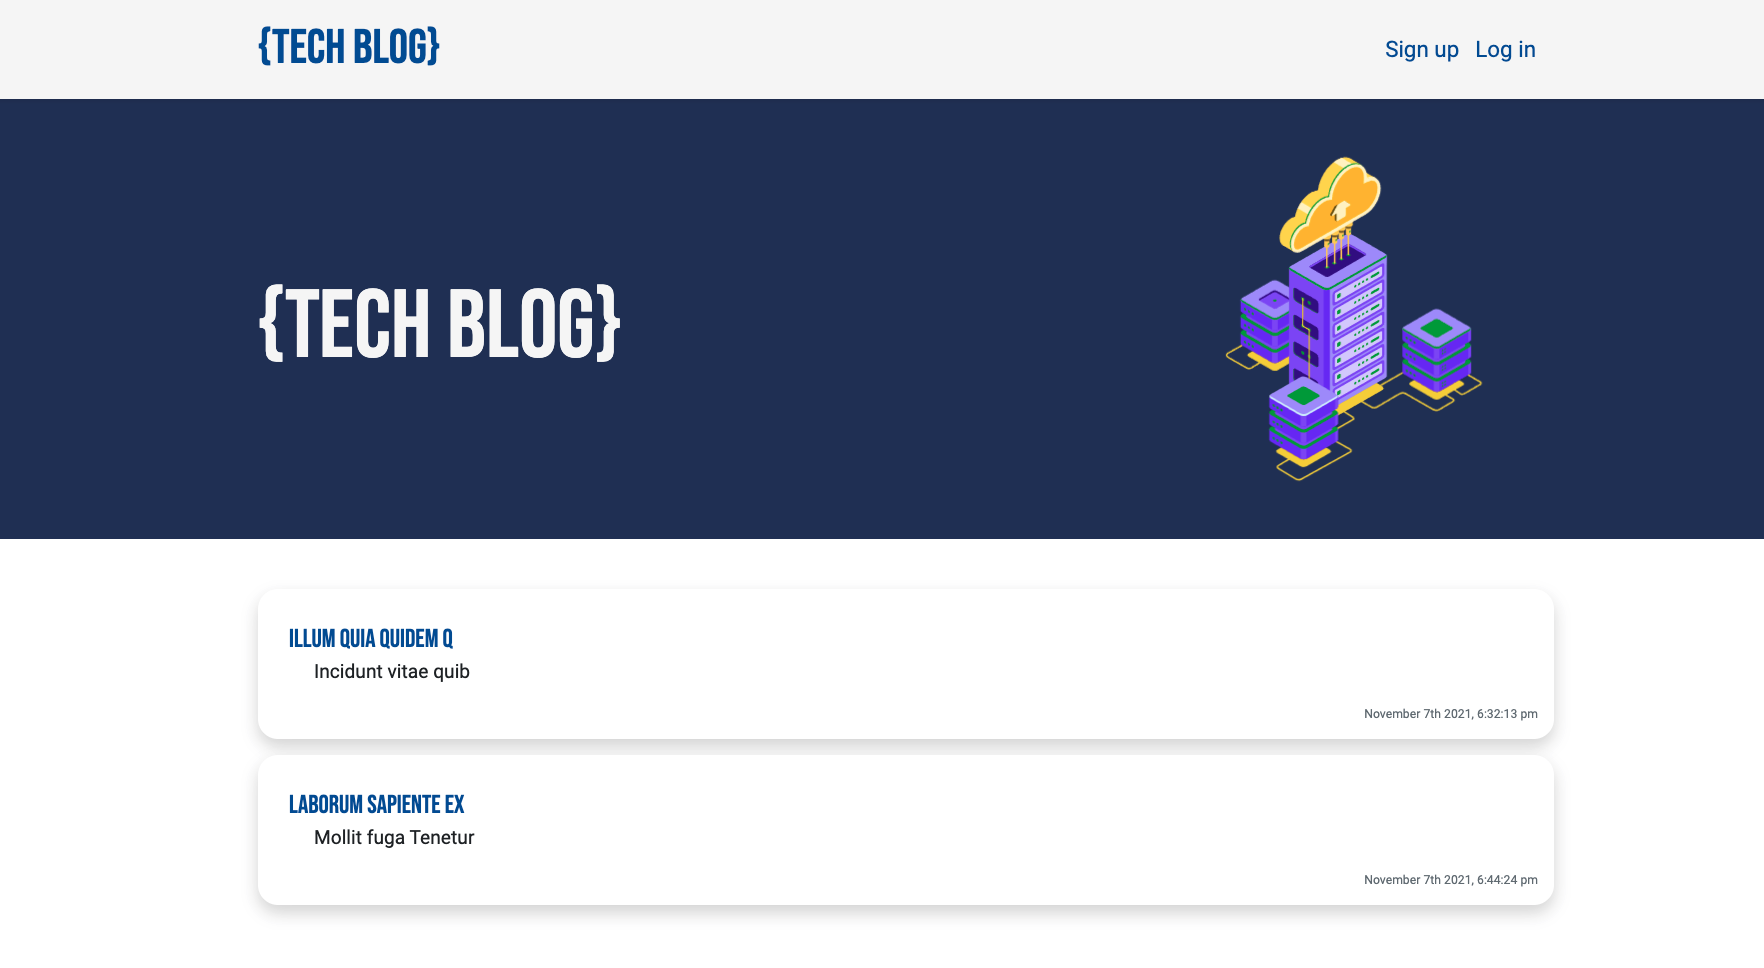 {TECH BLOG}
Sign up Log in
{TECH BLOG}
ILLUM QUIA QUIDEM Q
Incidunt vitae quib
November 7th 2021, 6:32:13 pm
LABORUM SAPIENTE EX
Mollit fuga Tenetur
November 7th 2021, 6:44:24 pm